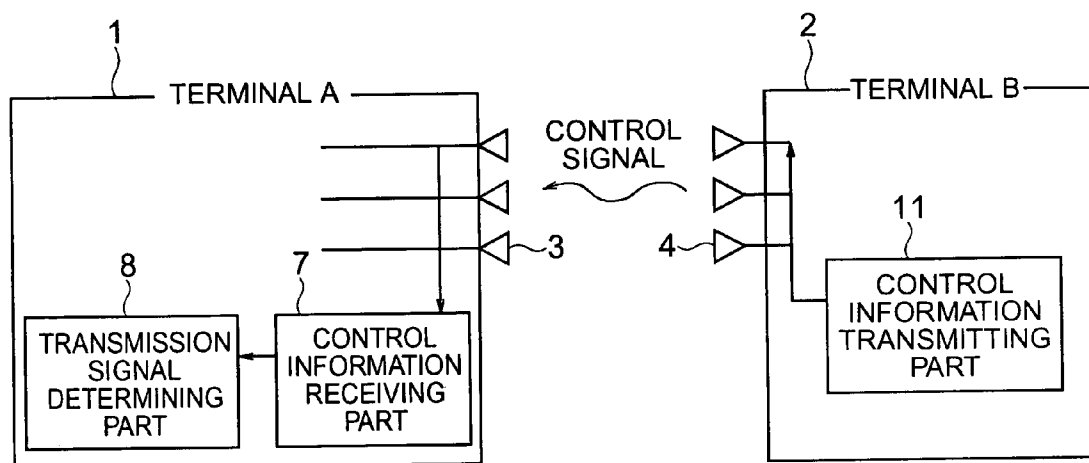 1
TERMINAL A
2
TERMINAL B
CONTROL
SIGNAL
3
4
11
CONTROL
INFORMATION
TRANSMITTING
PART
8
TRANSMISSION
SIGNAL
DETERMINING
PART
7
CONTROL
INFORMATION
RECEIVING
PART